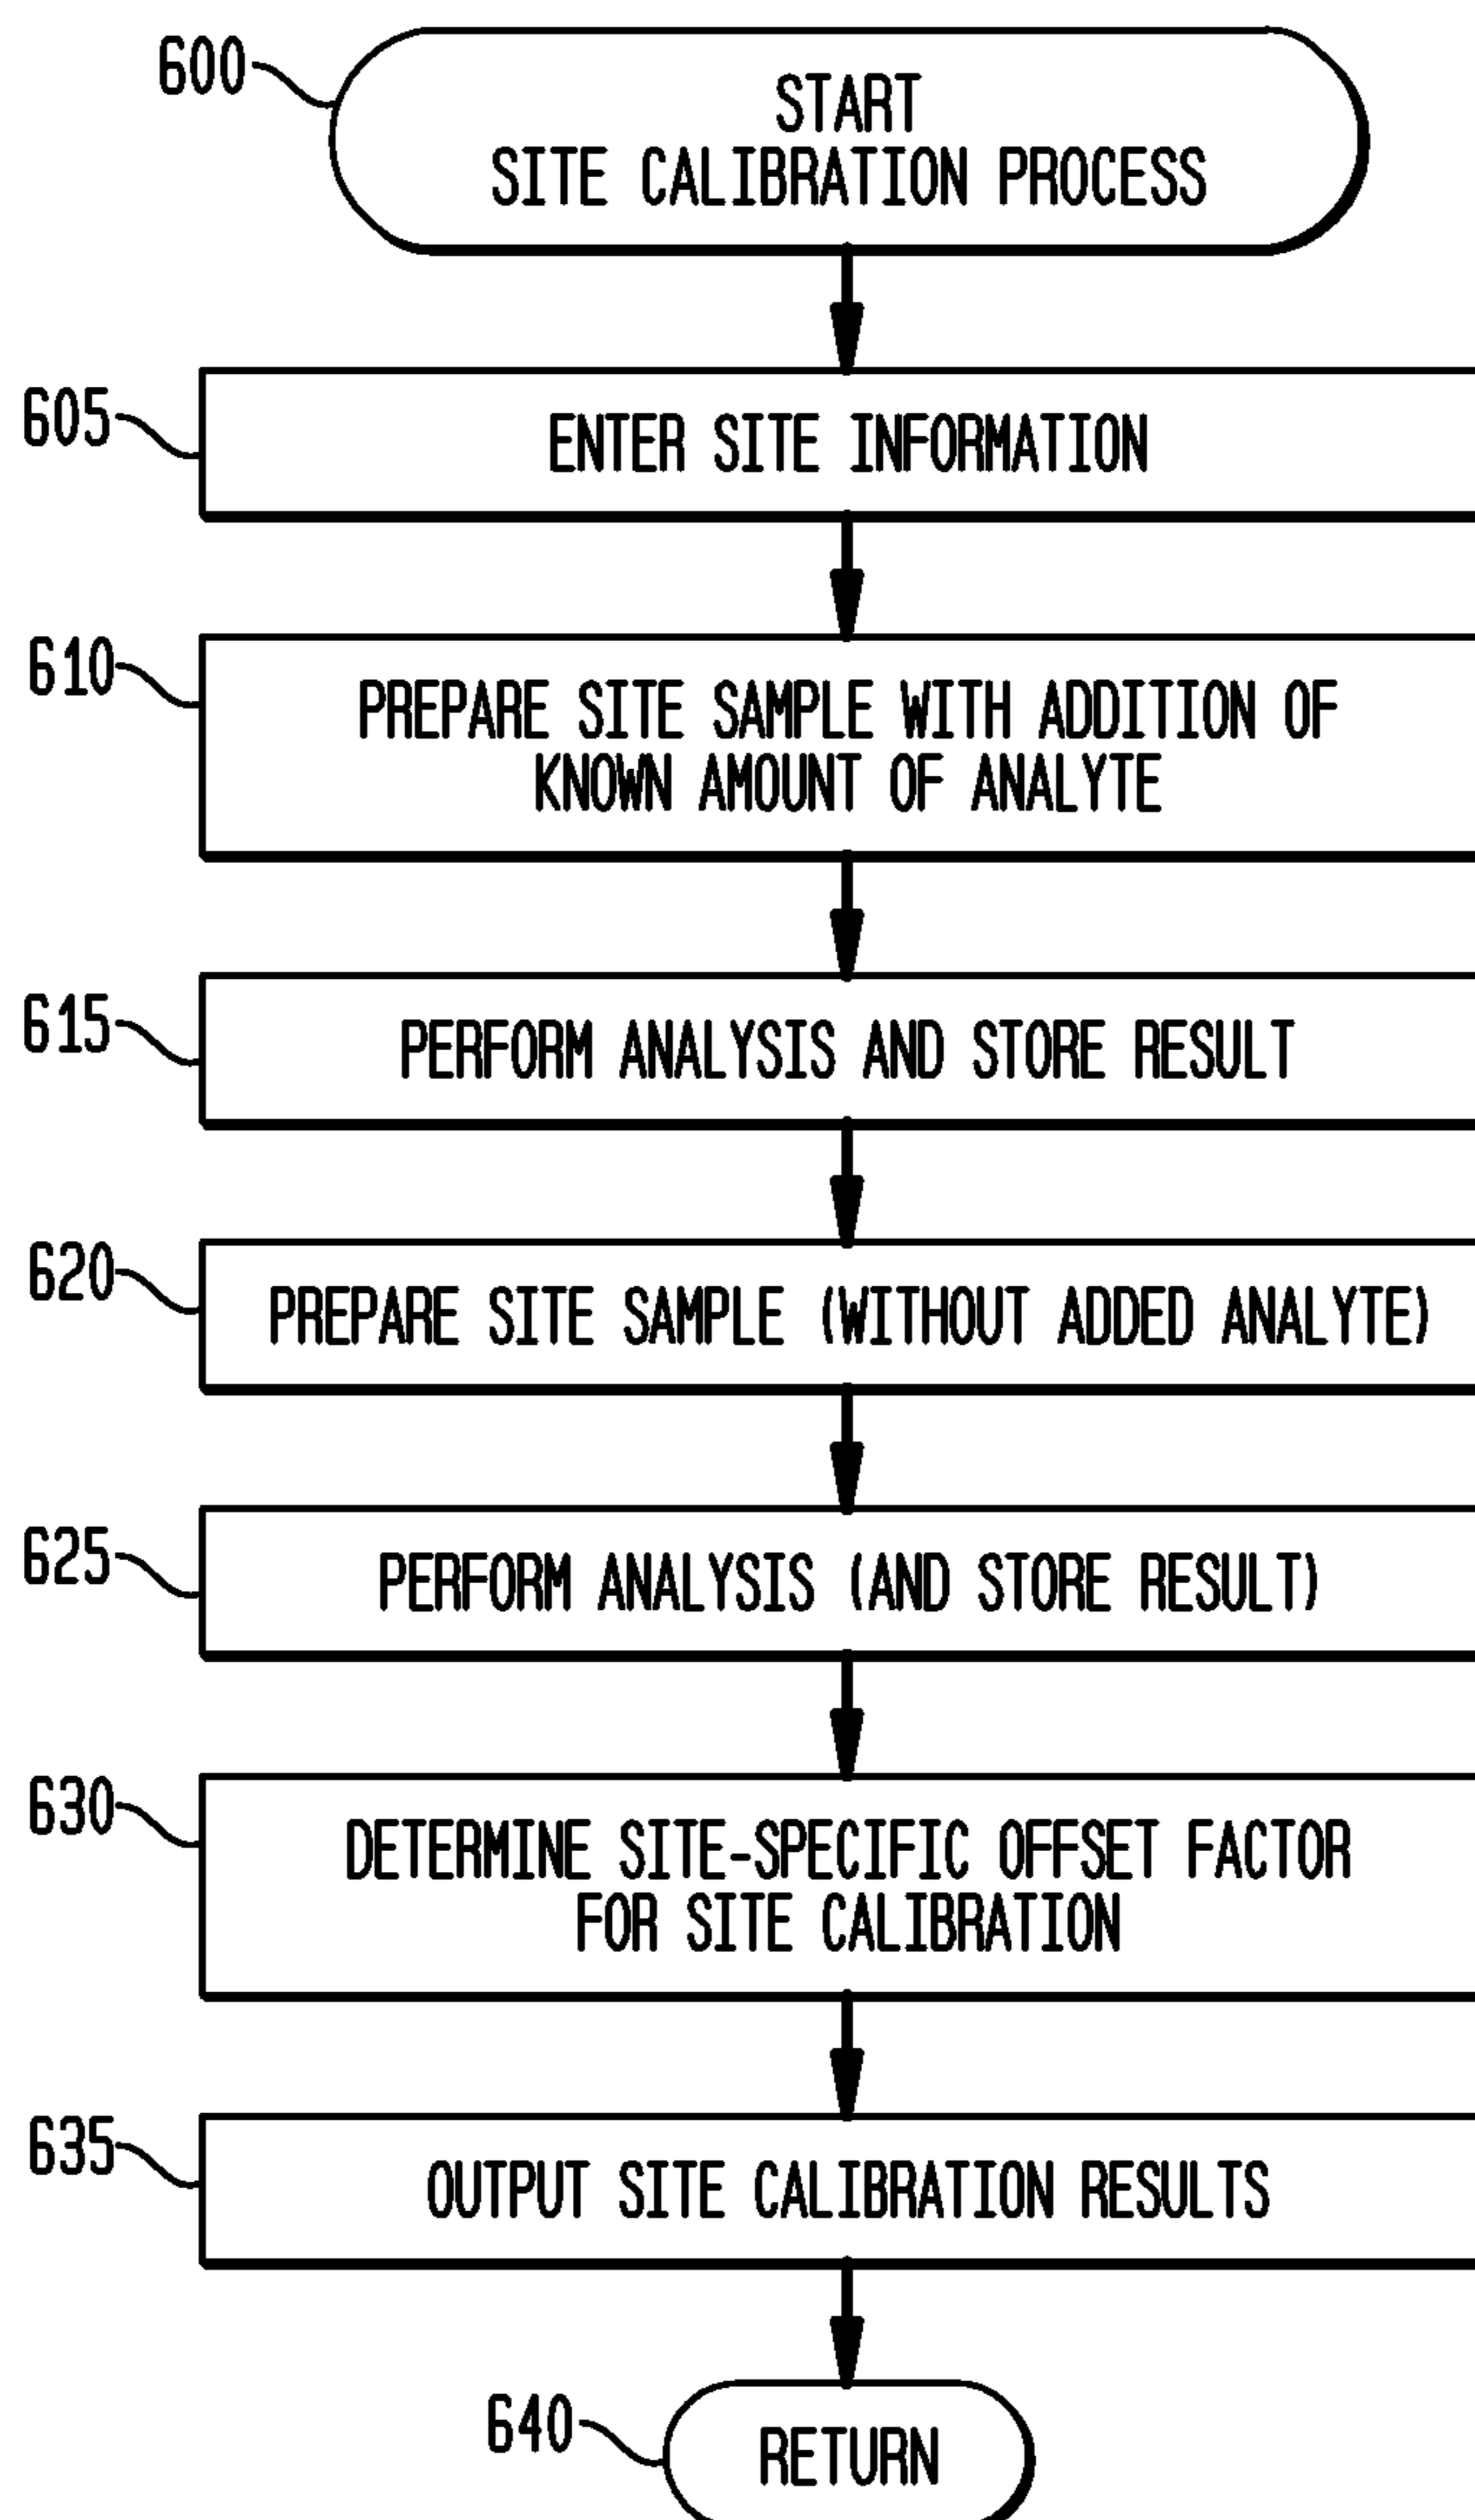 600
START
SITE CALIBRATION PROCESS
605
ENTER SITE INFORMATION
610
PREPARE SITE SAMPLE WITH ADDITION OF
KNOWN AMOUNT OF ANALYTE
615
PERFORM ANALYSIS AND STORE RESULT
620
PREPARE SITE SAMPLE (WITHOUT ADDED ANALYTE)
625
PERFORM ANALYSIS (AND STORE RESULT)
630
DETERMINE SITE-SPECIFIC OFFSET FACTOR
FOR SITE CALIBRATION
635
OUTPUT SITE CALIBRATION RESULTS
640
RETURN